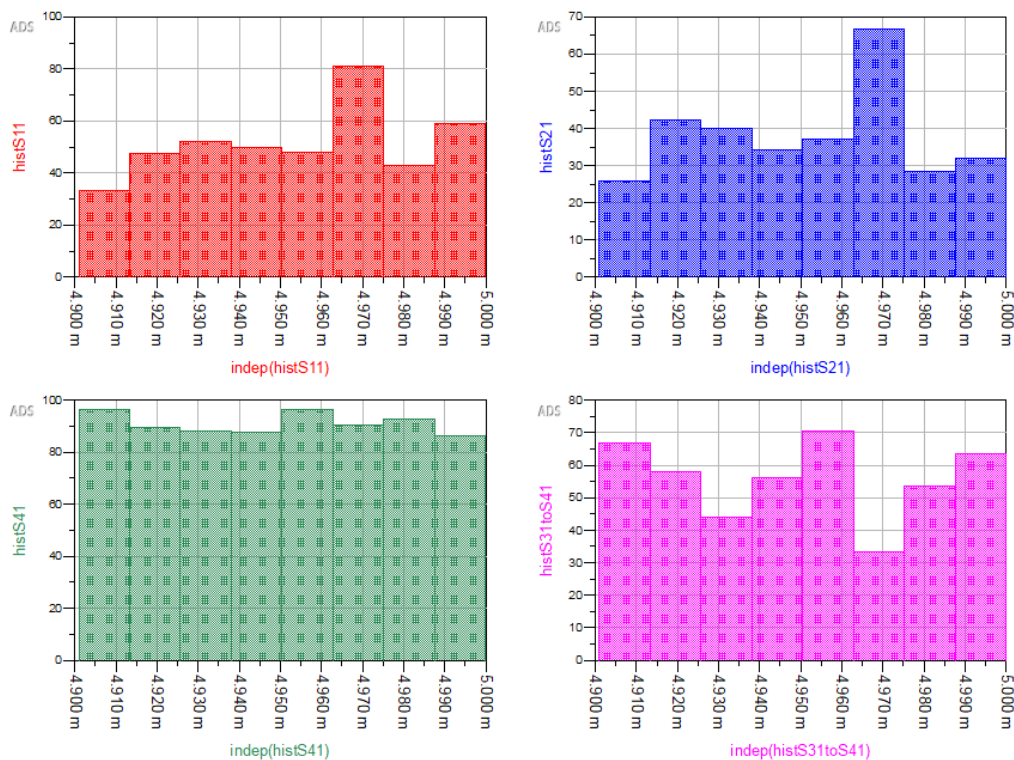 ADS
histS11
100
80
60
40
20
0
4.900 m
4.910 m
4.920 m
4.930 m
4.940 m
4.950 m
4.960 m
4.970 m
4.980 m
4.990 m
5.000 m
indep(histS11)
ADS
histS21
70
60
50
40
30
20
10
0
4.900 m
4.910 m
4.920 m
4.930 m
4.940 m
4.950 m
4.960 m
4.970 m
4.980 m
4.990 m
5.000 m
indep(histS21)
ADS
histS41
100
80
60
40
20
0
4.900 m
4.910 m
4.920 m
4.930 m
4.940 m
4.950 m
4.960 m
4.970 m
4.980 m
4.990 m
5.000 m
indep(histS41)
ADS
histS31toS41
80
70
60
50
40
30
20
10
0
4.900 m
4.910 m
4.920 m
4.930 m
4.940 m
4.950 m
4.960 m
4.970 m
4.980 m
4.990 m
5.000 m
indep(histS31toS41)